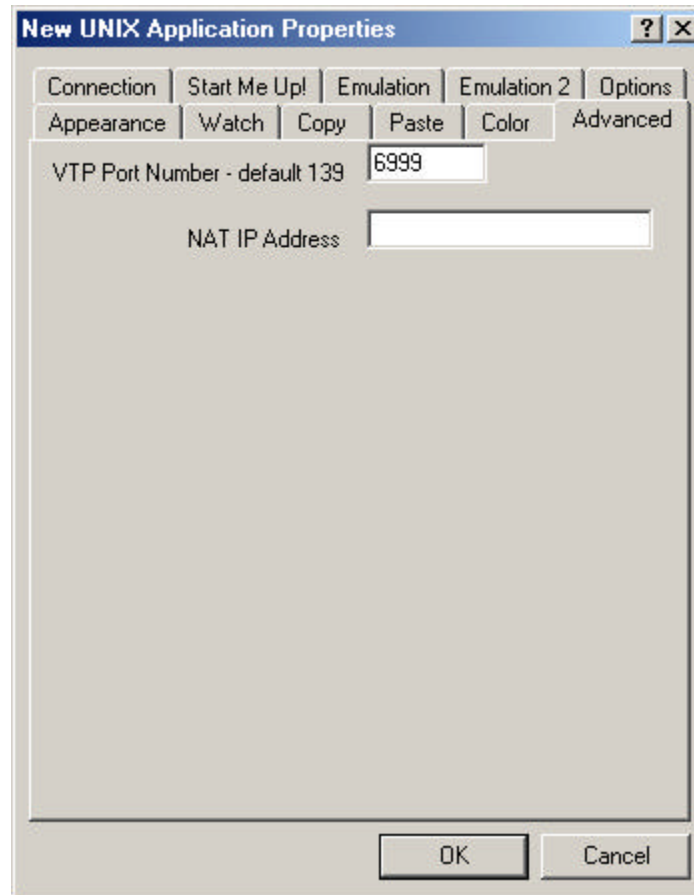 New UNIX Application Properties
Connection Start Me Up! Emulation Emulation 2 Options
Appearance Watch Copy Paste Color Advanced
VTP Port Number - default 139 6999
NAT IP Address
OK Cancel